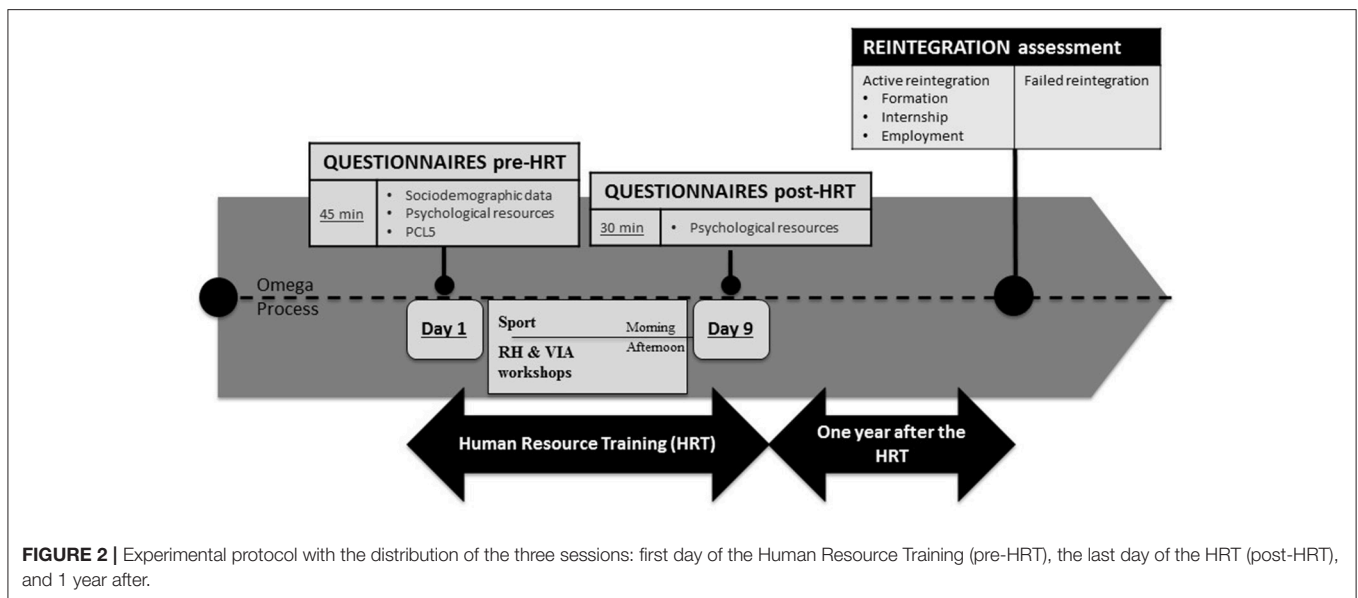 REINTEGRATION assessment
Active reintegration
• Formation
• Internship
• Employment
Failed reintegration
QUESTIONNAIRES pre-HRT
45 min
• Sociodemographic data
• Psychological resources
• PCL5
QUESTIONNAIRES post-HRT
30 min
• Psychological resources
Omega
Process
Day 1
Sport
Morning
Afternoon
RH & VIA
workshops
Day 9
Human Resource Training (HRT)
One year after the
HRT
FIGURE 2 | Experimental protocol with the distribution of the three sessions: first day of the Human Resource Training (pre-HRT), the last day of the HRT (post-HRT),
and 1 year after.